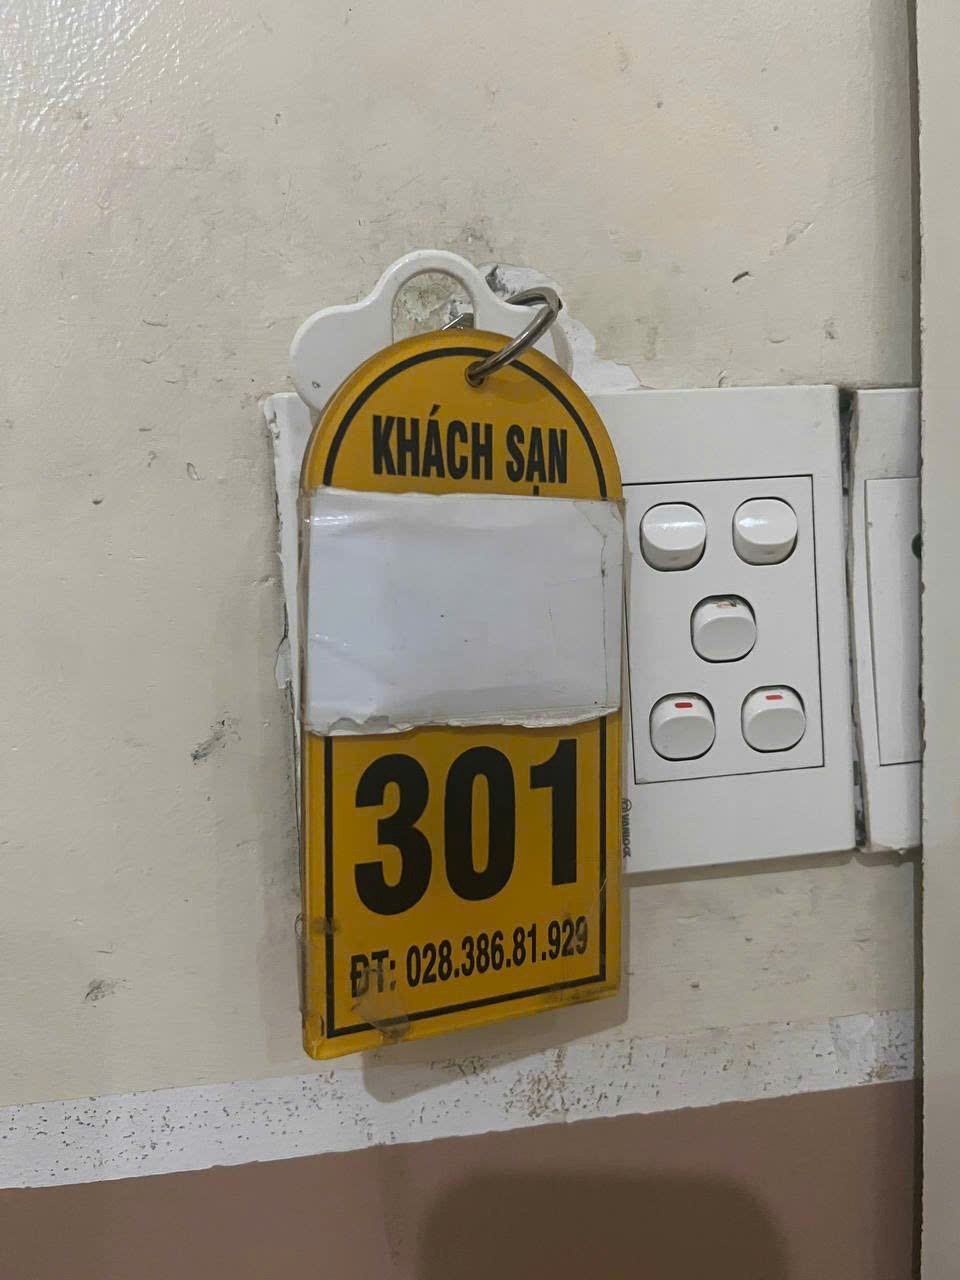 KHÁCH SẠN
301
ĐT: 028.386.81.929